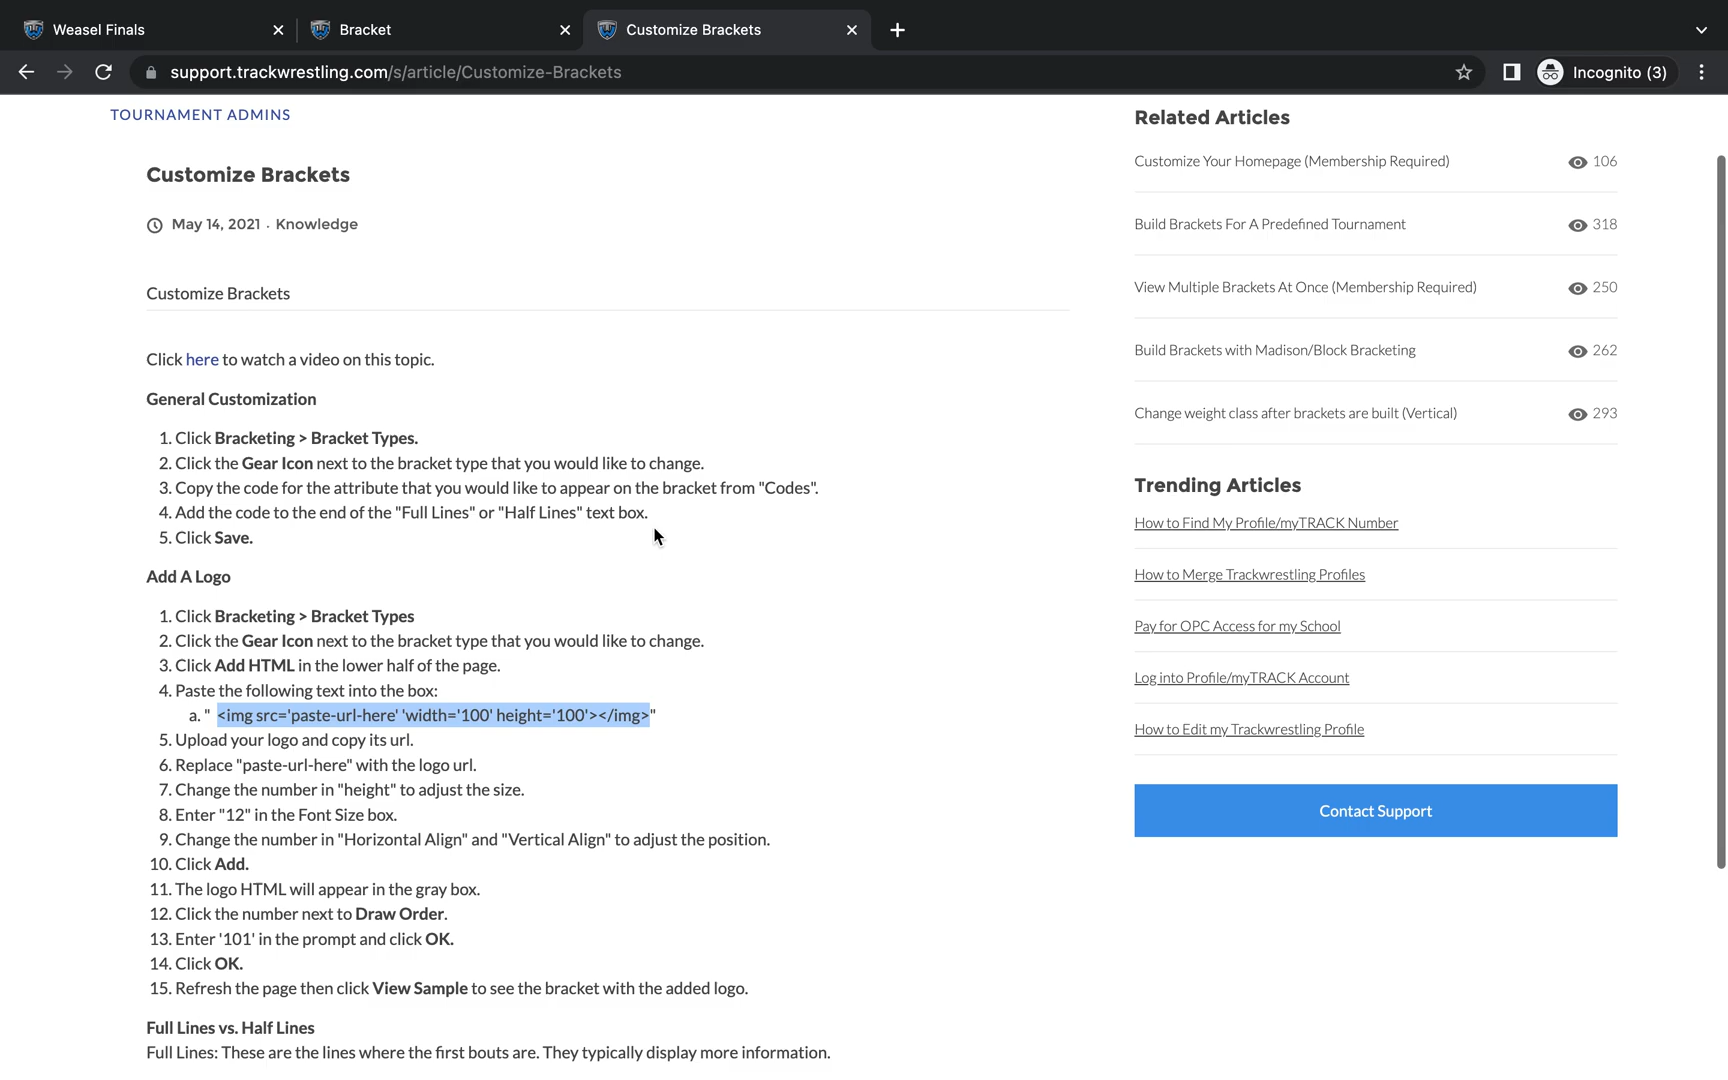 Weasel Finals
Bracket
Customize Brackets
support.trackwrestling.com/s/article/Customize-Brackets
Incognito (3)
TOURNAMENT ADMINS
Customize Brackets
May 14, 2021 · Knowledge
Customize Brackets
Click here to watch a video on this topic.
General Customization
1. Click Bracketing > Bracket Types.
2. Click the Gear Icon next to the bracket type that you would like to change.
3. Copy the code for the attribute that you would like to appear on the bracket from "Codes".
4. Add the code to the end of the "Full Lines" or "Half Lines" text box.
5. Click Save.
Add A Logo
1. Click Bracketing > Bracket Types
2. Click the Gear Icon next to the bracket type that you would like to change.
3. Click Add HTML in the lower half of the page.
4. Paste the following text into the box:
a. " <img src='paste-url-here' 'width='100' height='100'></img>"
5. Upload your logo and copy its url.
6. Replace "paste-url-here" with the logo url.
7. Change the number in "height" to adjust the size.
8. Enter "12" in the Font Size box.
9. Change the number in "Horizontal Align" and "Vertical Align" to adjust the position.
10. Click Add.
11. The logo HTML will appear in the gray box.
12. Click the number next to Draw Order.
13. Enter '101' in the prompt and click OK.
14. Click OK.
15. Refresh the page then click View Sample to see the bracket with the added logo.
Full Lines vs. Half Lines
Full Lines: These are the lines where the first bouts are. They typically display more information.
Related Articles
Customize Your Homepage (Membership Required) 106
Build Brackets For A Predefined Tournament 318
View Multiple Brackets At Once (Membership Required) 250
Build Brackets with Madison/Block Bracketing 262
Change weight class after brackets are built (Vertical) 293
Trending Articles
How to Find My Profile/myTRACK Number
How to Merge Trackwrestling Profiles
Pay for OPC Access for my School
Log into Profile/myTRACK Account
How to Edit my Trackwrestling Profile
Contact Support